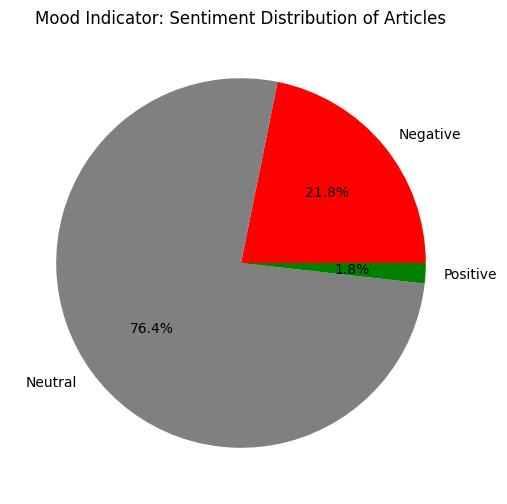 Mood Indicator: Sentiment Distribution of Articles
Negative
21.8%
1.8%
Positive
76.4%
Neutral